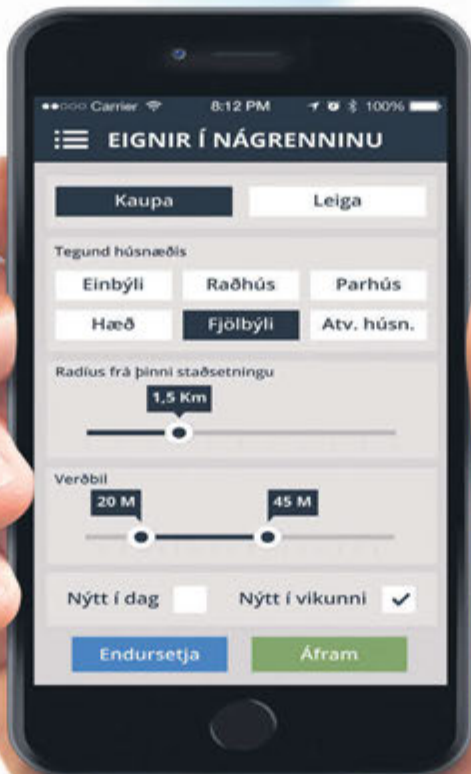 Carrier 8:12 PM 100%
EIGNIR Í NÁGRENNINU
Kaupa Leiga
Tegund húsnæðis
Einbýli Raðhús Parhús
Hæð Fjölbýli Atv. húsn.
Radíus frá þinni staðsetningu
1,5 Km
Verðbil
20 M 45 M
Nýtt í dag Nýtt í vikunni
Endursetja Áfram